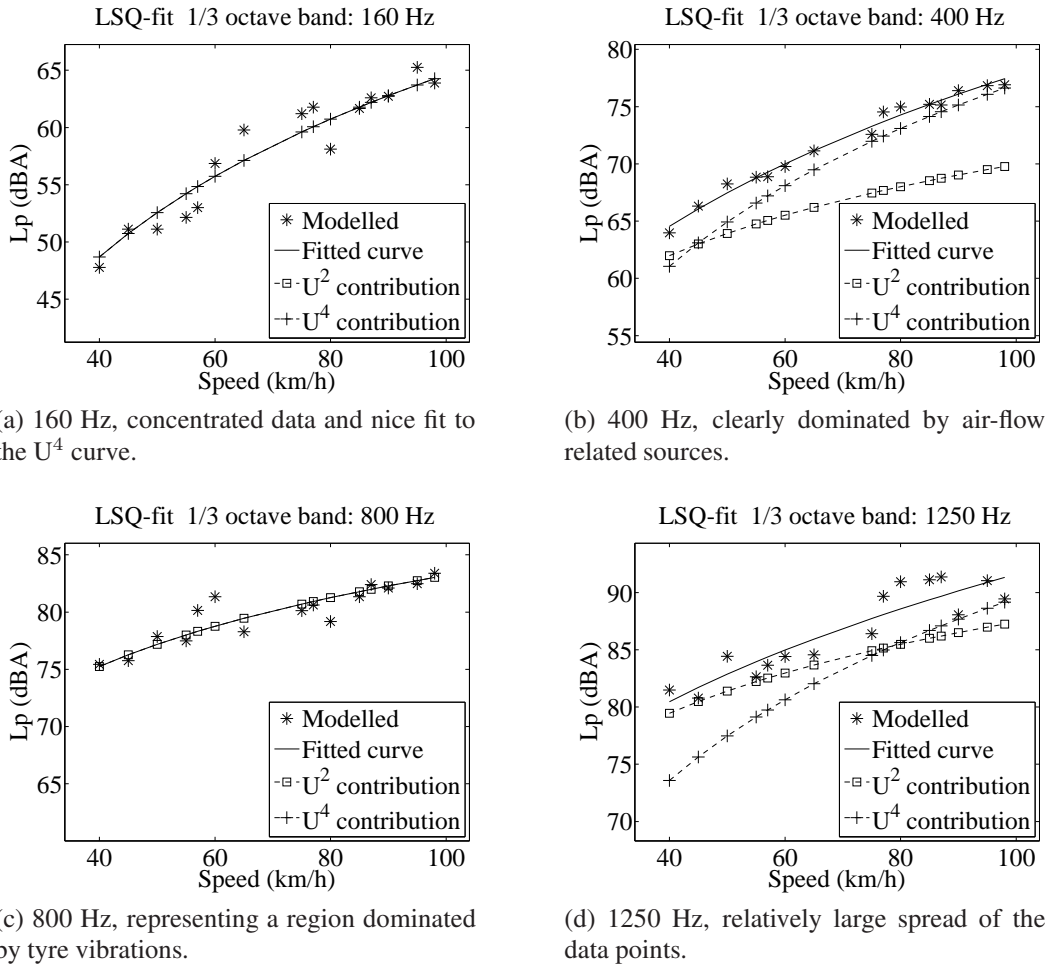 LSQ-fit 1/3 octave band: 160 Hz
65
60
55
50
45
Lp (dBA)
40 60 80 100
Speed (km/h)
Modelled
Fitted curve
U² contribution
U⁴ contribution
(a) 160 Hz, concentrated data and nice fit to
the U⁴ curve.
LSQ-fit 1/3 octave band: 400 Hz
80
75
70
65
60
55
Lp (dBA)
40 60 80 100
Speed (km/h)
Modelled
Fitted curve
U² contribution
U⁴ contribution
(b) 400 Hz, clearly dominated by air-flow
related sources.
LSQ-fit 1/3 octave band: 800 Hz
85
80
75
70
65
Lp (dBA)
40 60 80 100
Speed (km/h)
Modelled
Fitted curve
U² contribution
U⁴ contribution
(c) 800 Hz, representing a region dominated
by tyre vibrations.
LSQ-fit 1/3 octave band: 1250 Hz
90
85
80
75
70
Lp (dBA)
40 60 80 100
Speed (km/h)
Modelled
Fitted curve
U² contribution
U⁴ contribution
(d) 1250 Hz, relatively large spread of the
data points.